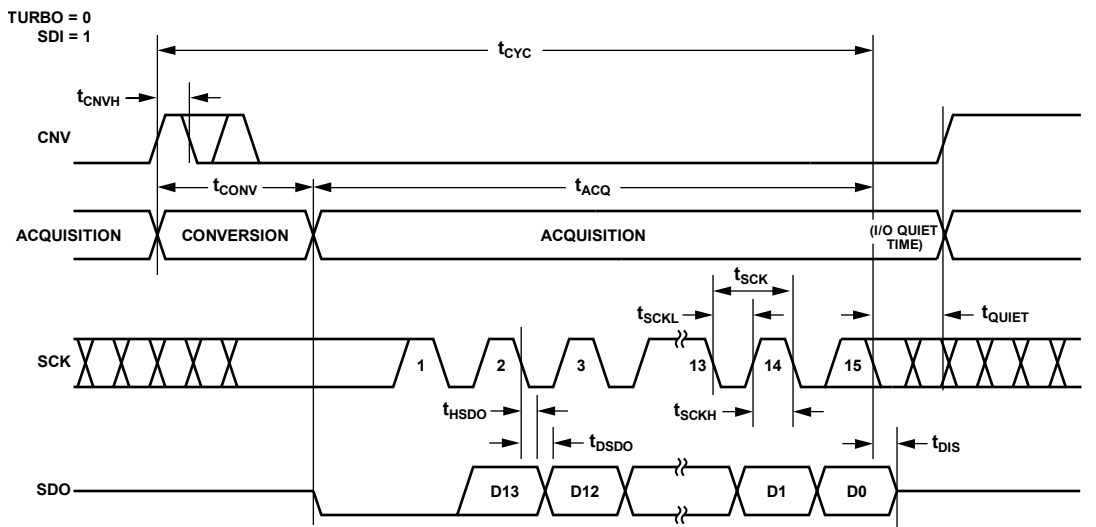 TURBO = 0
SDI = 1
tCYC
tCNVH
CNV
tCONV
tACQ
ACQUISITION
CONVERSION
ACQUISITION
(I/O QUIET
TIME)
tSCK
tSCKL
tQUIET
SCK
1
2
3
13
14
15
tHSDO
tSCKH
tDSDO
tDIS
SDO
D13
D12
D1
D0